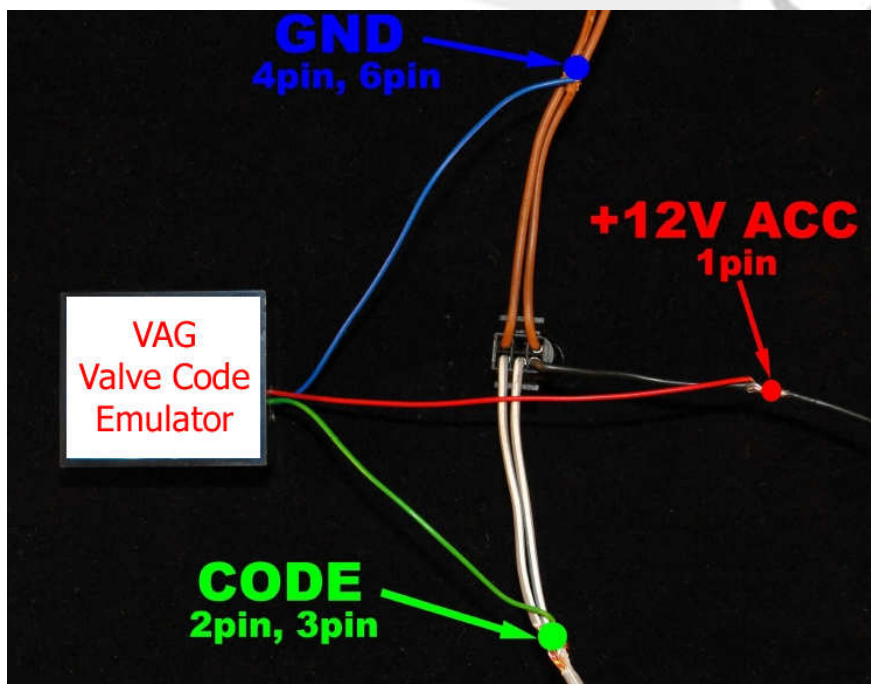 GND
4pin, 6pin
+12V ACC
1pin
VAG
Valve Code
Emulator
CODE
2pin, 3pin